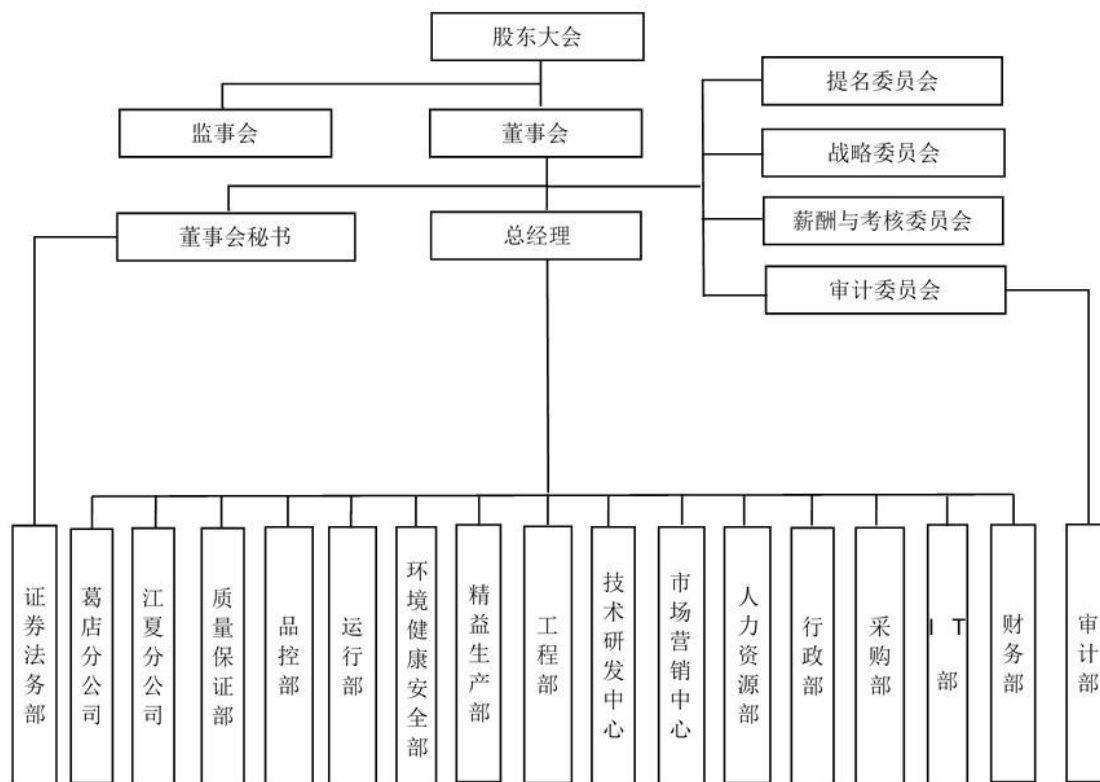 股东大会
提名委员会
监事会
董事会
战略委员会
董事会秘书
总经理
薪酬与考核委员会
审计委员会
证券法务部
葛店分公司
江夏分公司
质量保证部
品控部
运行部
环境健康安全部
精益生产部
工程部
技术研发中心
市场营销中心
人力资源部
行政部
采购部
IT部
财务部
审计部